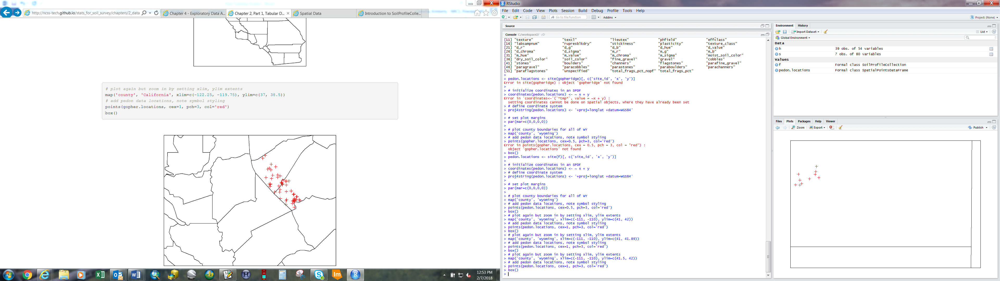 http://ncss-tech.github.io/stats_for_soil_survey/chapters/2_data
Chapter 4 - Exploratory Data A...
Chapter 2, Part 1, Tabular D...
Spatial Data
Introduction to SoilProfileColle...
# plot again but zoom in by setting xlim, ylim extents
map('county', 'California', xlim=c(-122.25, -119.75), ylim=c(37, 38.5))
# add pedon data locations, note symbol styling
points(gopher.locations, cex=1, pch=3, col='red')
box()
12:53 PM
2/7/2018
RStudio
File Edit Code View Plots Session Build Debug Profile Tools Help
Go to file/function
Addins
Project: (None)
Source
Console C:/workspace2/
[11] "texture" "texcl" "lieutex" "phfield" "effclass"
[16] "labsampnum" "rupresblkdry" "stickiness" "plasticity" "texture_class"
[21] "d_r" "d_g" "d_b" "d_hue" "d_value"
[26] "d_chroma" "d_sigma" "m_r" "m_g" "m_b"
[31] "m_hue" "m_value" "m_chroma" "m_sigma" "moist_soil_color"
[36] "dry_soil_color" "soil_color" "fine_gravel" "gravel" "cobbles"
[41] "stones" "boulders" "channers" "flagstones" "parafine_gravel"
[46] "paragravel" "paracobbles" "parastones" "paraboulders" "parachanners"
[51] "paraflagstones" "unspecified" "total_frags_pct_nopf" "total_frags_pct"
>
> pedon.locations <- site(gopheridge)[, c('site_id', 'x', 'y')]
Error in site(gopheridge) : object 'gopheridge' not found
>
> # initialize coordinates in an SPDF
> coordinates(pedon.locations) <- ~ x + y
Error in `coordinates<-`(`*tmp*`, value = ~x + y) :
setting coordinates cannot be done on Spatial objects, where they have already been set
> # define coordinate system
> proj4string(pedon.locations) <- '+proj=longlat +datum=WGS84'
>
> # set plot margins
> par(mar=c(0,0,0,0))
>
> # plot county boundaries for all of WY
> map('county', 'wyoming')
> # add pedon data locations, note symbol styling
> points(gopher.locations, cex=0.5, pch=3, col='red')
Error in points(gopher.locations, cex = 0.5, pch = 3, col = "red") :
object 'gopher.locations' not found
> box()
> pedon.locations <- site(f)[, c('site_id', 'x', 'y')]
>
> # initialize coordinates in an SPDF
> coordinates(pedon.locations) <- ~ x + y
> # define coordinate system
> proj4string(pedon.locations) <- '+proj=longlat +datum=WGS84'
>
> # set plot margins
> par(mar=c(0,0,0,0))
>
> # plot county boundaries for all of WY
> map('county', 'wyoming')
> # add pedon data locations, note symbol styling
> points(pedon.locations, cex=0.5, pch=3, col='red')
> box()
> # plot again but zoom in by setting xlim, ylim extents
> map('county', 'wyoming', xlim=c(-111, -110), ylim=c(41, 42))
> # add pedon data locations, note symbol styling
> points(pedon.locations, cex=1, pch=3, col='red')
> box()
> # plot again but zoom in by setting xlim, ylim extents
> map('county', 'wyoming', xlim=c(-111, -110), ylim=c(41, 41.89))
> # add pedon data locations, note symbol styling
> points(pedon.locations, cex=1, pch=3, col='red')
> box()
> # plot again but zoom in by setting xlim, ylim extents
> map('county', 'wyoming', xlim=c(-111, -110), ylim=c(41.5, 42))
> # add pedon data locations, note symbol styling
> points(pedon.locations, cex=1, pch=3, col='red')
> box()
>
Environment History
Import Dataset
List
Global Environment
Data
h 39 obs. of 54 variables
s 7 obs. of 80 variables
Values
f Formal class SoilProfileCollection
pedon.locations Formal class SpatialPointsDataFrame
Files Plots Packages Help Viewer
Zoom Export Publish